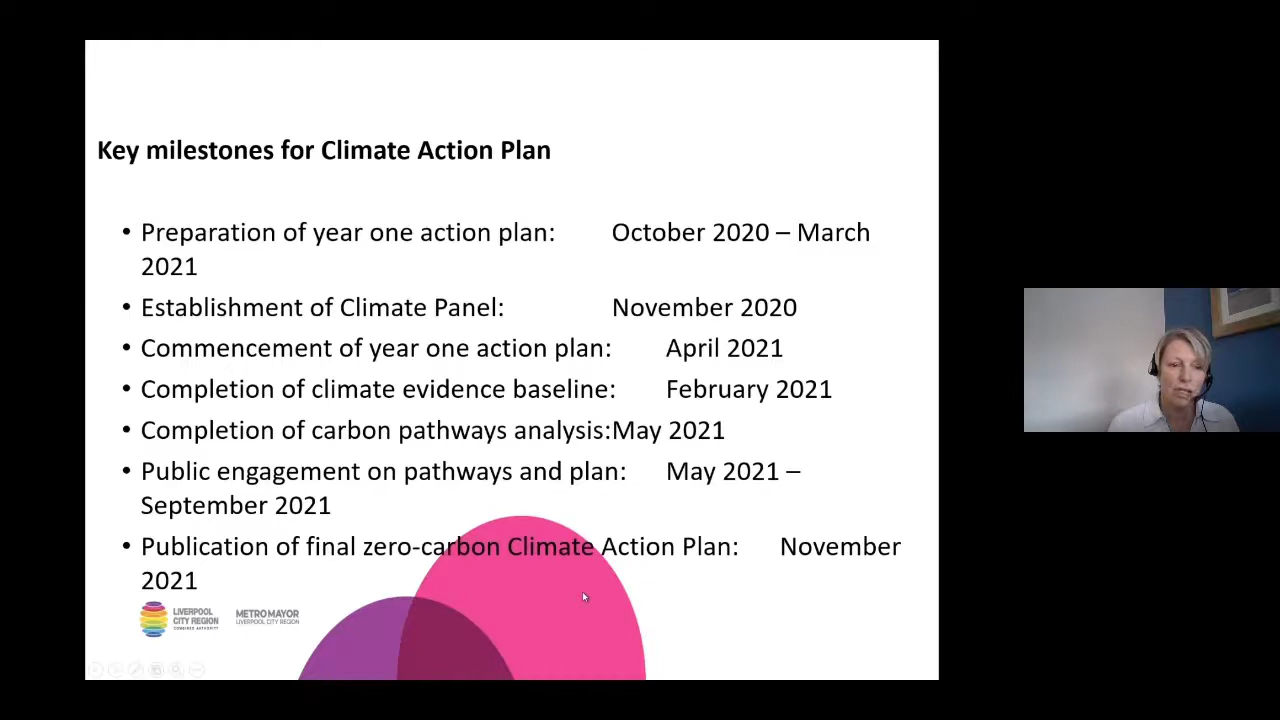 Key milestones for Climate Action Plan
• Preparation of year one action plan: October 2020 – March
2021
• Establishment of Climate Panel: November 2020
• Commencement of year one action plan: April 2021
• Completion of climate evidence baseline: February 2021
• Completion of carbon pathways analysis:May 2021
• Public engagement on pathways and plan: May 2021 –
September 2021
• Publication of final zero-carbon Climate Action Plan: November
2021
LIVERPOOL
CITY REGION
COMBINED AUTHORITY
METRO MAYOR
LIVERPOOL CITY REGION